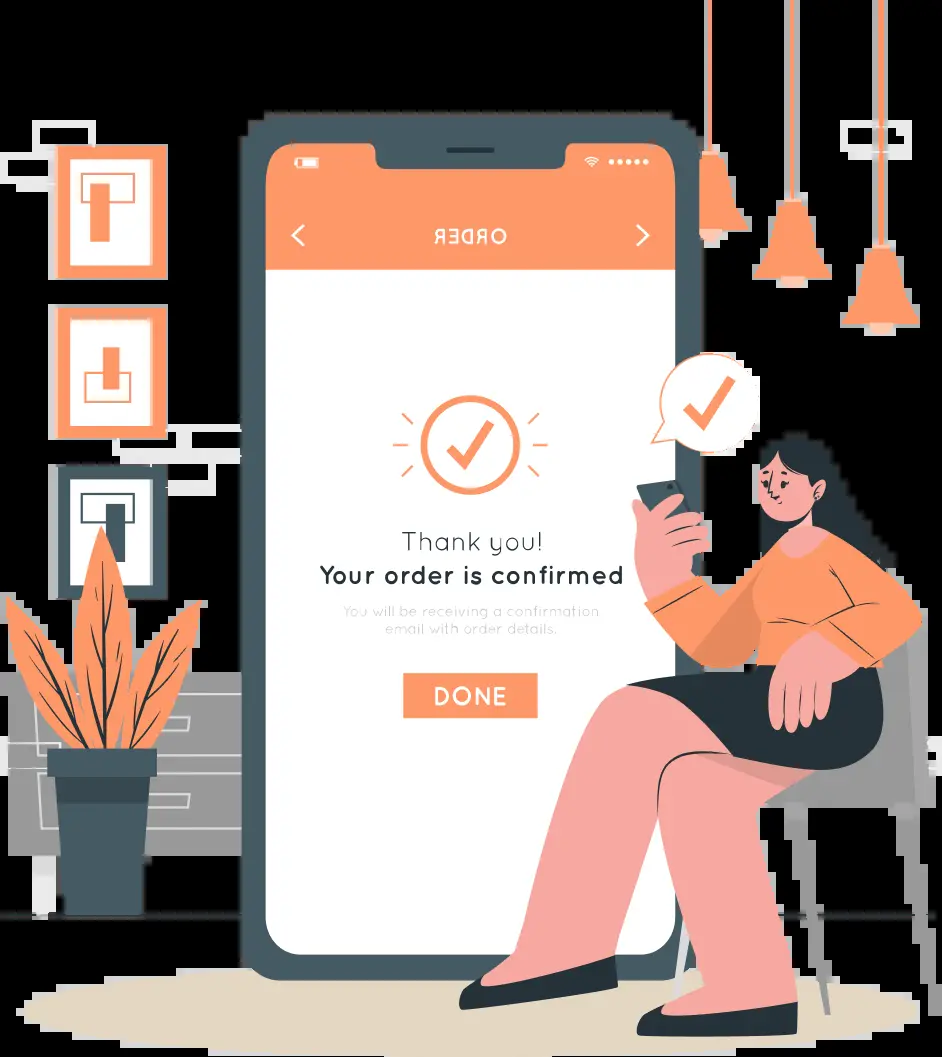 ORDER
Thank you!
Your order is confirmed
You will be receiving a confirmation
email with order details.
DONE